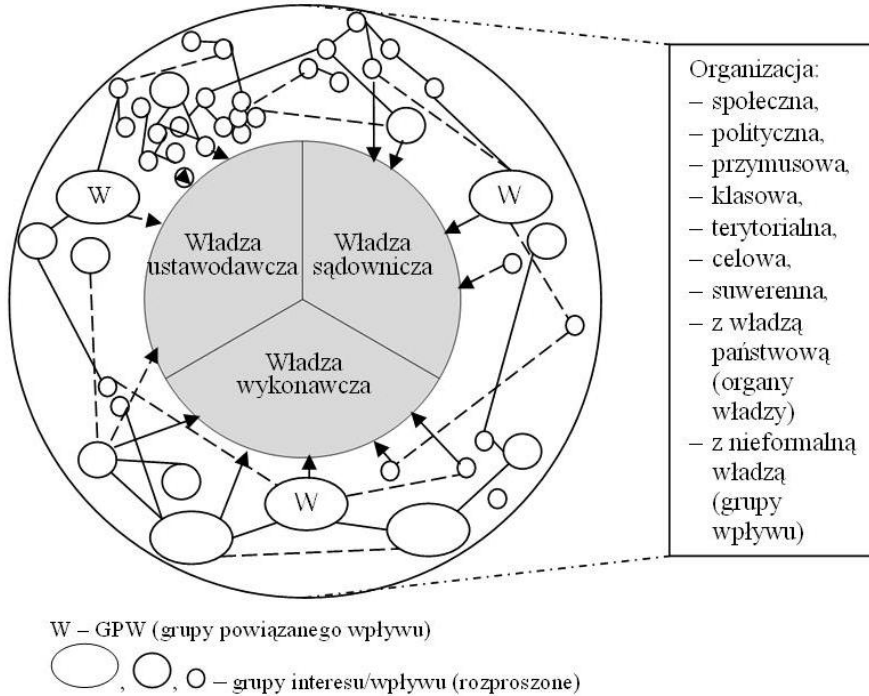 W
W
Władza
ustawodawcza
Władza
sądownicza
Władza
wykonawcza
W
Organizacja:
– społeczna,
– polityczna,
– przymusowa,
– klasowa,
– terytorialna,
– celowa,
– suwerenna,
– z władzą
państwową
(organy
władzy)
– z nieformalną
władzą
(grupy
wpływu)
W – GPW (grupy powiązanego wpływu)
, , – grupy interesu/wpływu (rozproszone)